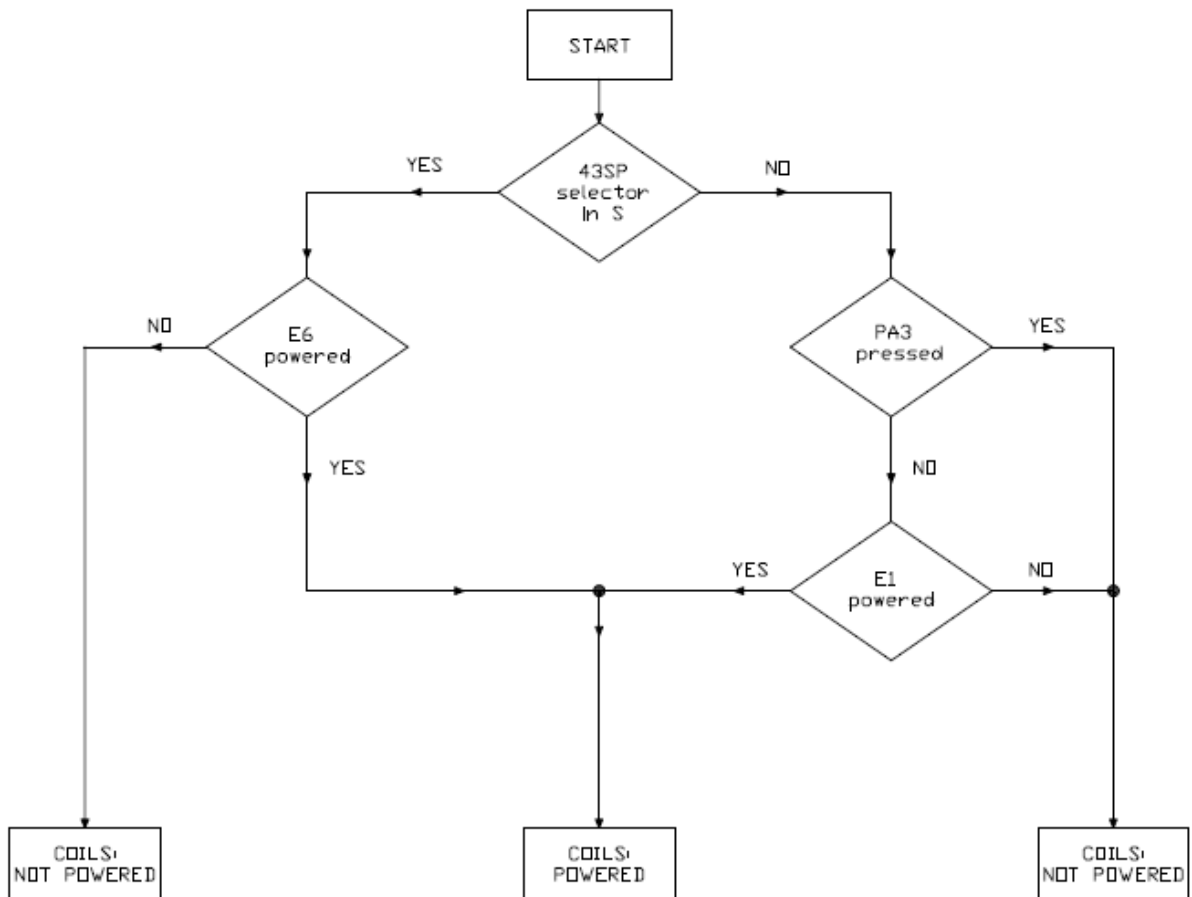 START
YES
43SP
selector
In S
NO
NO
E6
powered
PA3
pressed
YES
YES
NO
YES
E1
powered
NO
COILS:
NOT POWERED
COILS:
POWERED
COILS:
NOT POWERED